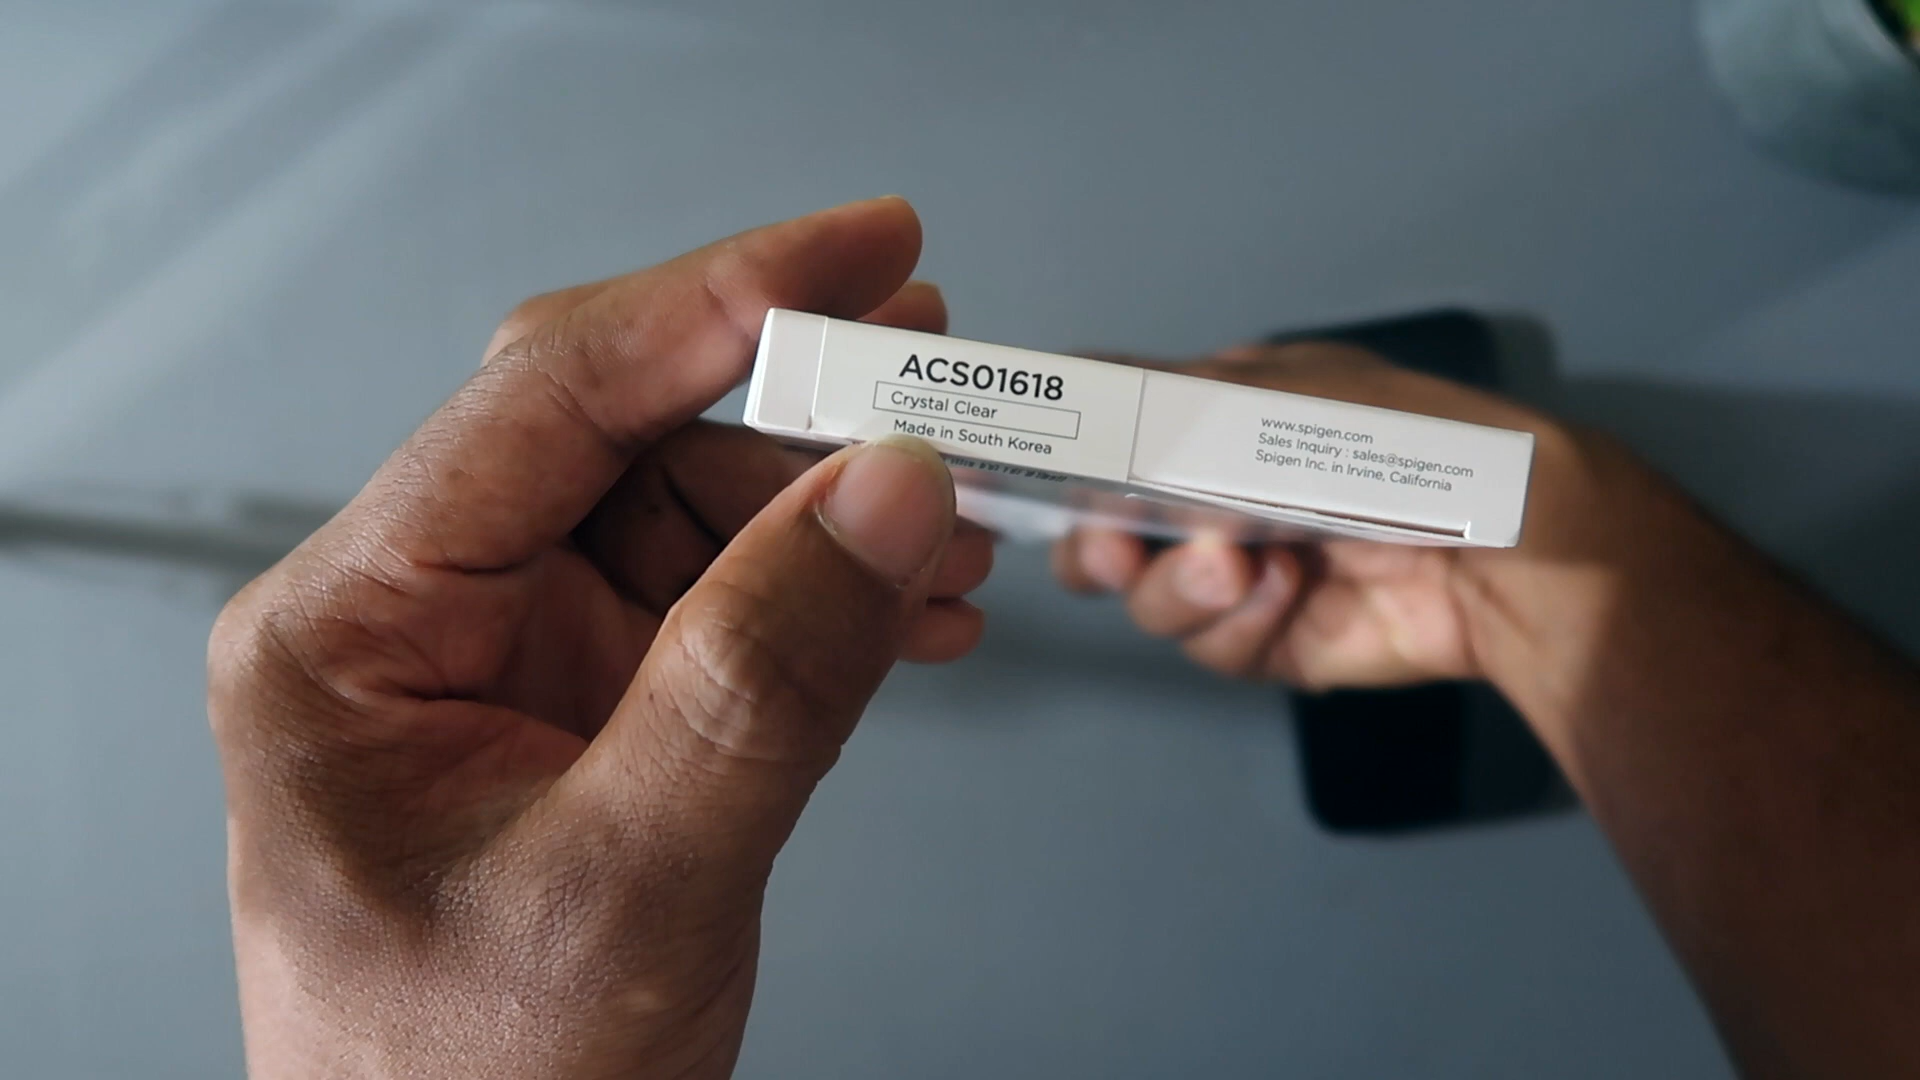 ACS01618
Crystal Clear
Made in South Korea
www.spigen.com
Sales Inquiry : sales@spigen.com
Spigen Inc. in Irvine, California